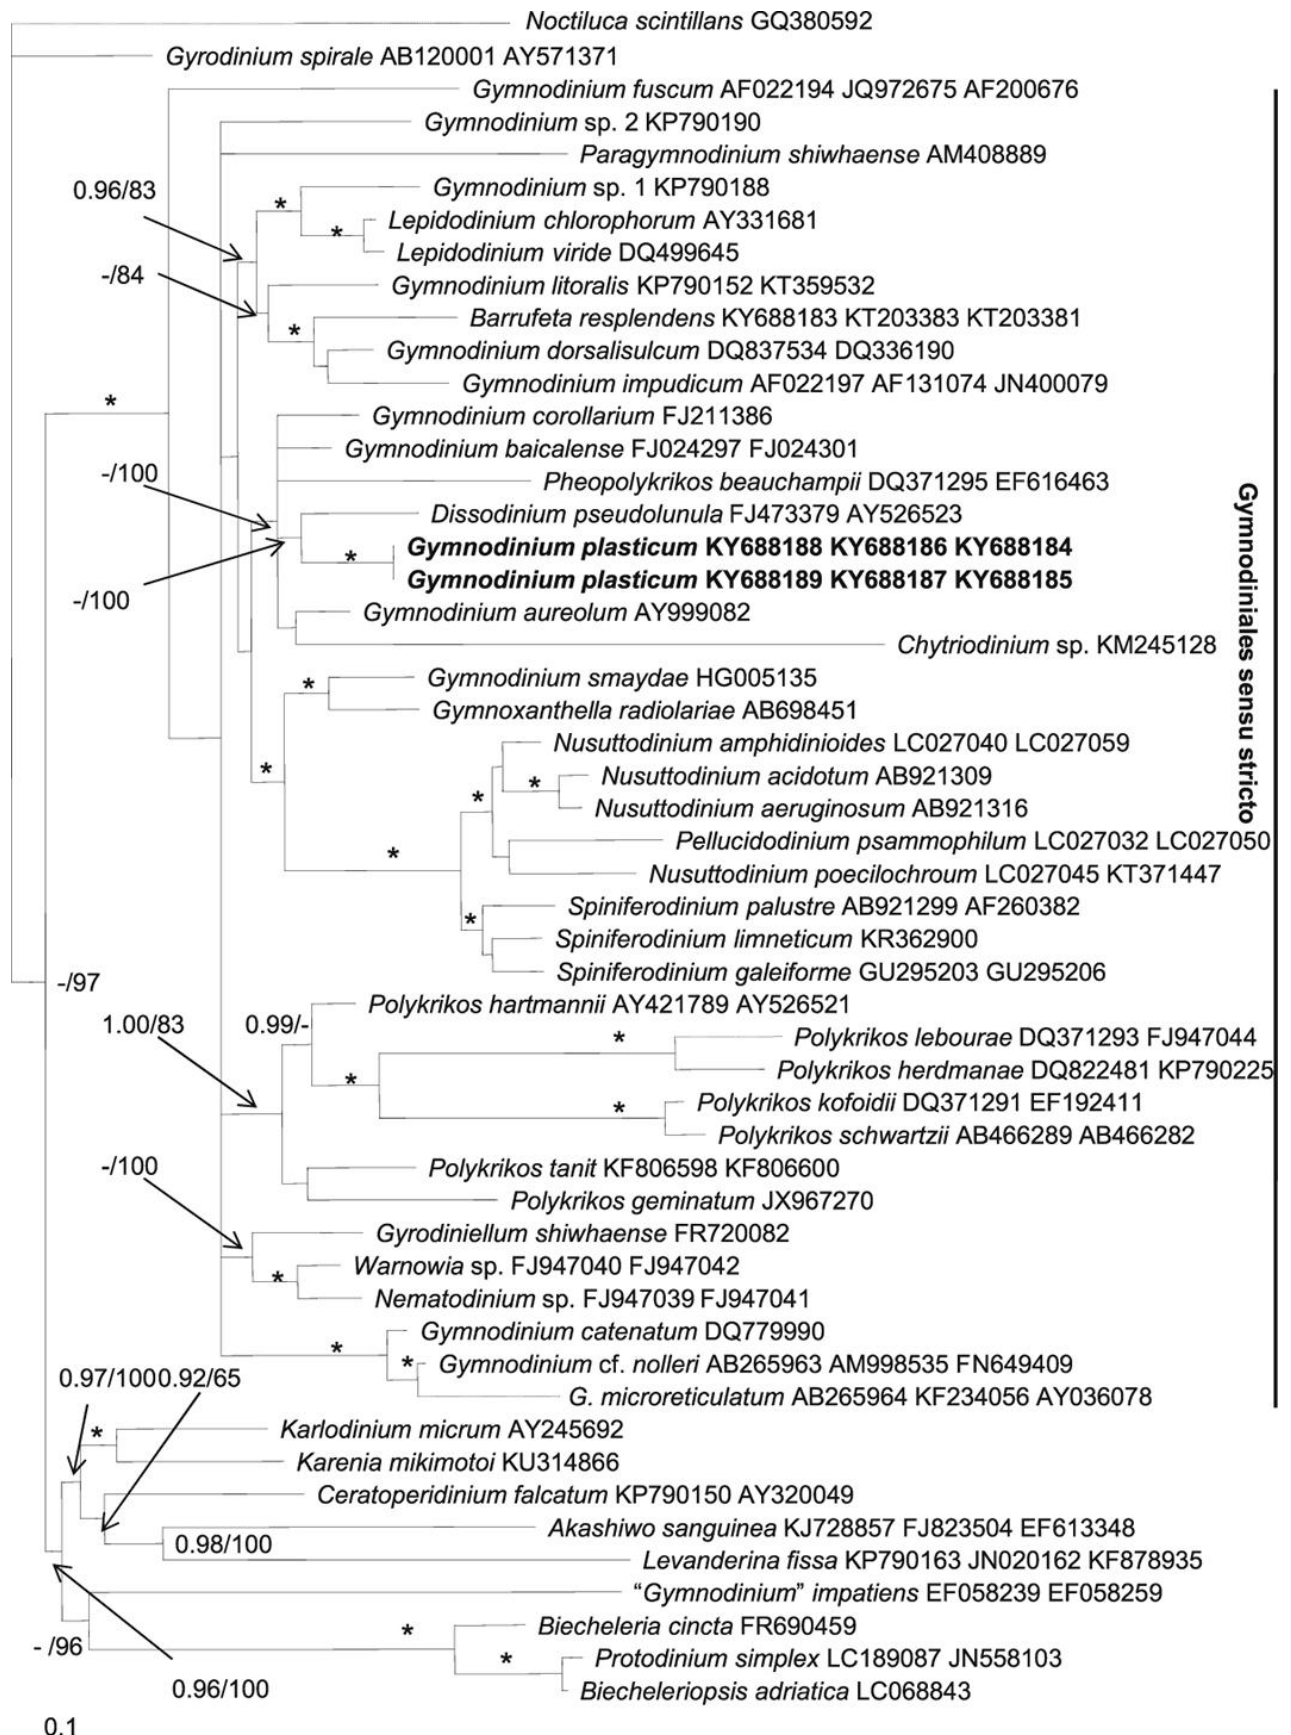 Noctiluca scintillans GQ380592
Gyrodinium spirale AB120001 AY571371
Gymnodinium fuscum AF022194 JQ972675 AF200676
Gymnodinium sp. 2 KP790190
Paragymnodinium shiwhaense AM408889
0.96/83
Gymnodinium sp. 1 KP790188
*
Lepidodinium chlorophorum AY331681
*
Lepidodinium viride DQ499645
-/84
Gymnodinium litoralis KP790152 KT359532
Barrufeta resplendens KY688183 KT203383 KT203381
*
Gymnodinium dorsalisulcum DQ837534 DQ336190
Gymnodinium impudicum AF022197 AF131074 JN400079
*
Gymnodinium corollarium FJ211386
Gymnodinium baicalense FJ024297 FJ024301
-/100
Pheopolykrikos beauchampii DQ371295 EF616463
Dissodinium pseudolunula FJ473379 AY526523
Gymnodinium plasticum KY688188 KY688186 KY688184
*
Gymnodinium plasticum KY688189 KY688187 KY688185
-/100
Gymnodinium aureolum AY999082
Chytriodinium sp. KM245128
Gymnodiniales sensu stricto
Gymnodinium smaydae HG005135
*
Gymnoxanthella radiolariae AB698451
Nusuttodinium amphidinioides LC027040 LC027059
*
Nusuttodinium acidotum AB921309
*
*
Nusuttodinium aeruginosum AB921316
Pellucidodinium psammophilum LC027032 LC027050
*
Nusuttodinium poecilochroum LC027045 KT371447
Spiniferodinium palustre AB921299 AF260382
*
Spiniferodinium limneticum KR362900
Spiniferodinium galeiforme GU295203 GU295206
-/97
Polykrikos hartmannii AY421789 AY526521
1.00/83
0.99/-
*
Polykrikos lebourae DQ371293 FJ947044
Polykrikos herdmanae DQ822481 KP790225
*
Polykrikos kofoidii DQ371291 EF192411
*
Polykrikos schwartzii AB466289 AB466282
-/100
Polykrikos tanit KF806598 KF806600
Polykrikos geminatum JX967270
Gyrodiniellum shiwhaense FR720082
Warnowia sp. FJ947040 FJ947042
*
Nematodinium sp. FJ947039 FJ947041
Gymnodinium catenatum DQ779990
*
Gymnodinium cf. nolleri AB265963 AM998535 FN649409
*
0.97/100
0.92/65
G. microreticulatum AB265964 KF234056 AY036078
Karlodinium micrum AY245692
*
Karenia mikimotoi KU314866
Ceratoperidinium falcatum KP790150 AY320049
Akashiwo sanguinea KJ728857 FJ823504 EF613348
0.98/100
Levanderina fissa KP790163 JN020162 KF878935
“Gymnodinium” impatiens EF058239 EF058259
Biecheleria cincta FR690459
*
- /96
Protodinium simplex LC189087 JN558103
*
0.96/100
Biecheleriopsis adriatica LC068843
0.1